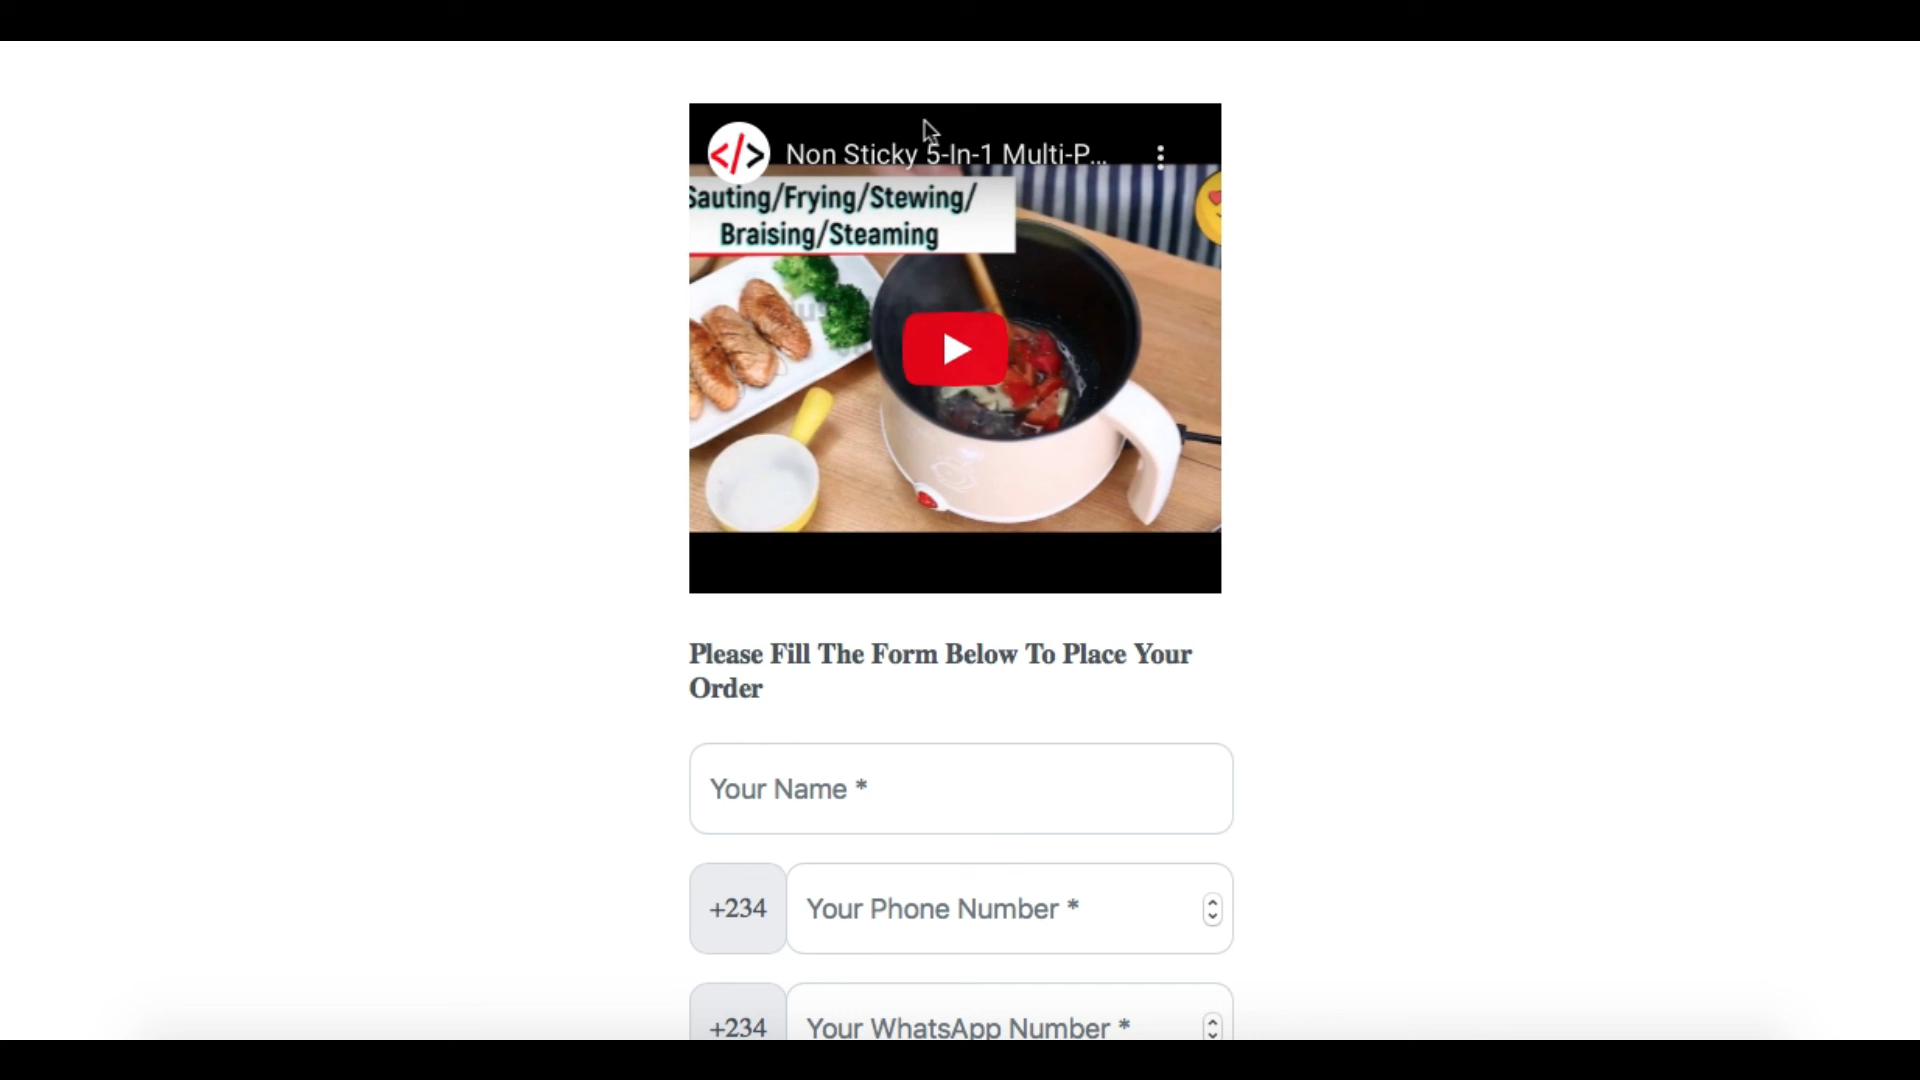 </>
Non Sticky 5-In-1 Multi-P...
Sauting/Frying/Stewing/
Braising/Steaming
Please Fill The Form Below To Place Your
Order
Your Name *
+234
Your Phone Number *
+234
Your WhatsApp Number *